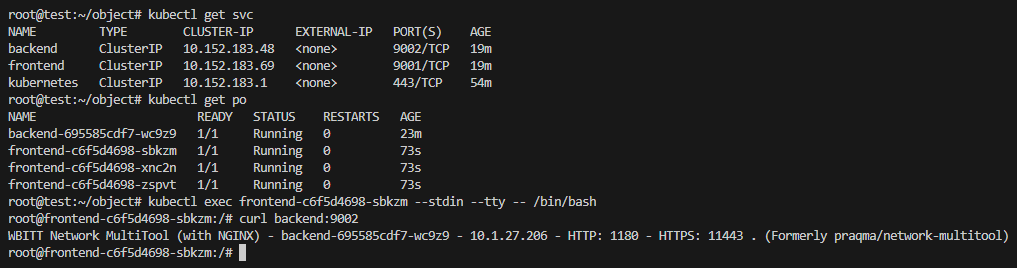 root@test:~/object# kubectl get svc
NAME         TYPE        CLUSTER-IP      EXTERNAL-IP   PORT(S)    AGE
backend      ClusterIP   10.152.183.48   <none>        9002/TCP   19m
frontend     ClusterIP   10.152.183.69   <none>        9001/TCP   19m
kubernetes   ClusterIP   10.152.183.1    <none>        443/TCP    54m
root@test:~/object# kubectl get po
NAME                       READY   STATUS    RESTARTS   AGE
backend-695585cdf7-wc9z9   1/1     Running   0          23m
frontend-c6f5d4698-sbkzm   1/1     Running   0          73s
frontend-c6f5d4698-xnc2n   1/1     Running   0          73s
frontend-c6f5d4698-zspvt   1/1     Running   0          73s
root@test:~/object# kubectl exec frontend-c6f5d4698-sbkzm --stdin --tty -- /bin/bash
root@frontend-c6f5d4698-sbkzm:/# curl backend:9002
WBITT Network MultiTool (with NGINX) - backend-695585cdf7-wc9z9 - 10.1.27.206 - HTTP: 1180 - HTTPS: 11443 . (Formerly praqma/network-multitool)
root@frontend-c6f5d4698-sbkzm:/#